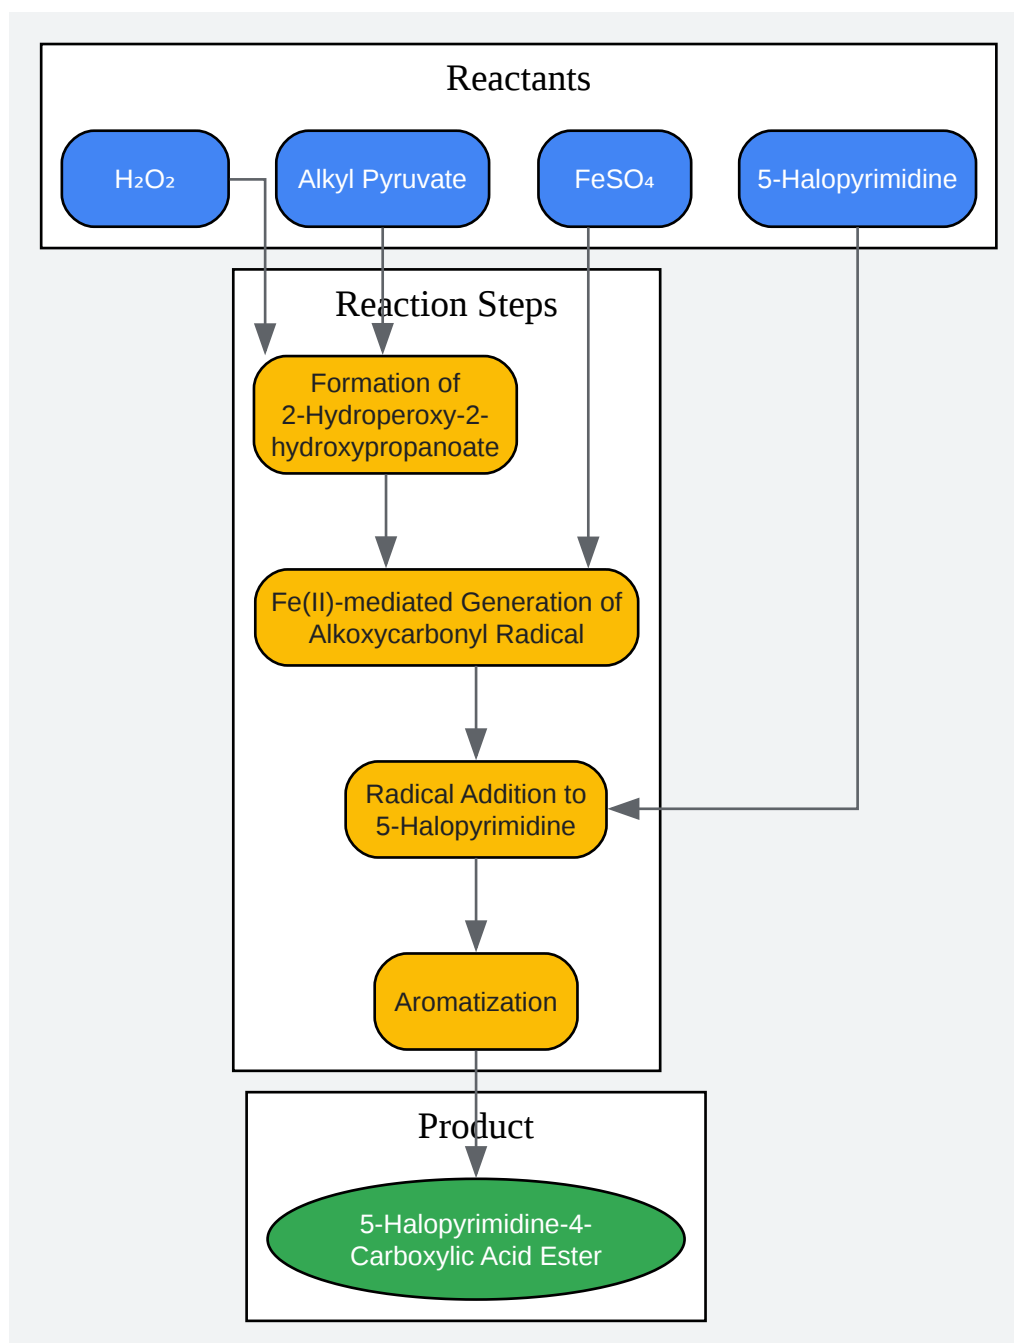 Reactants
H₂O₂
Alkyl Pyruvate
FeSO₄
5-Halopyrimidine
Reaction Steps
Formation of
2-Hydroperoxy-2-
hydroxypropanoate
Fe(II)-mediated Generation of
Alkoxycarbonyl Radical
Radical Addition to
5-Halopyrimidine
Aromatization
Product
5-Halopyrimidine-4-
Carboxylic Acid Ester